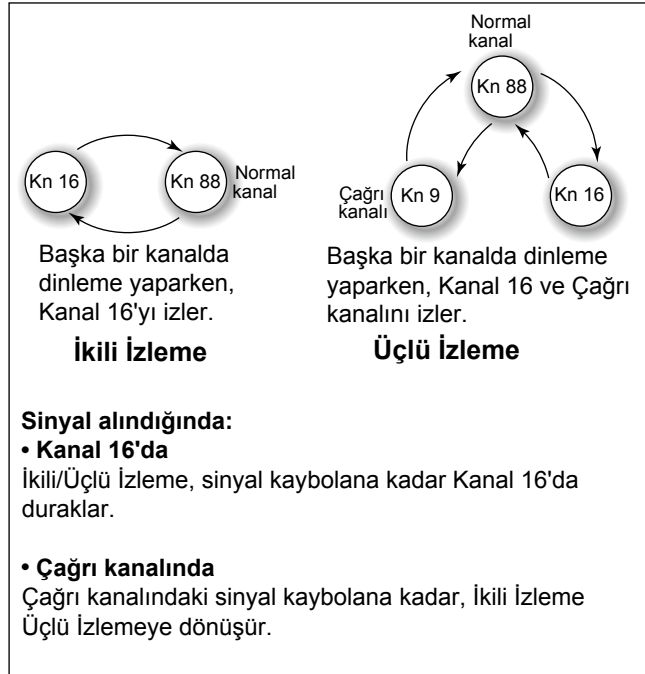 Kn 16
Kn 88
Normal
kanal
Başka bir kanalda
dinleme yaparken,
Kanal 16'yı izler.
İkili İzleme
Normal
kanal
Kn 88
Çağrı
kanalı
Kn 9
Kn 16
Başka bir kanalda dinleme
yaparken, Kanal 16 ve Çağrı
kanalını izler.
Üçlü İzleme
Sinyal alındığında:
• Kanal 16'da
İkili/Üçlü İzleme, sinyal kaybolana kadar Kanal 16'da
duraklar.
• Çağrı kanalında
Çağrı kanalındaki sinyal kaybolana kadar, İkili İzleme
Üçlü İzlemeye dönüşür.